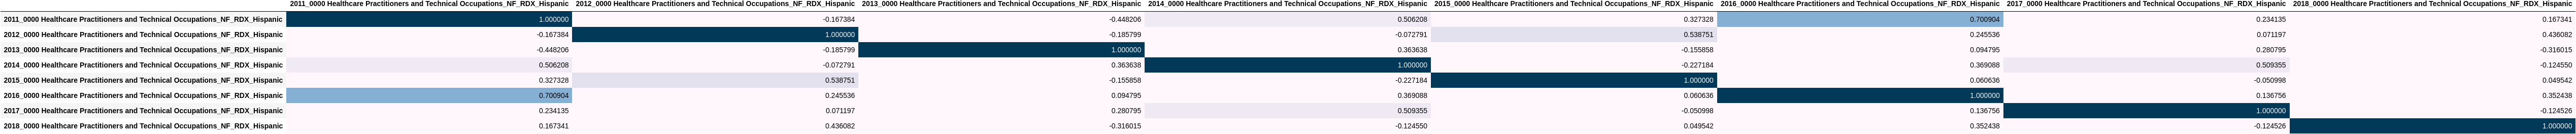 2011_0000 Healthcare Practitioners and Technical Occupations_NF_RDX_Hispanic 2012_0000 Healthcare Practitioners and Technical Occupations_NF_RDX_Hispanic 2013_0000 Healthcare Practitioners and Technical Occupations_NF_RDX_Hispanic 2014_0000 Healthcare Practitioners and Technical Occupations_NF_RDX_Hispanic 2015_0000 Healthcare Practitioners and Technical Occupations_NF_RDX_Hispanic 2016_0000 Healthcare Practitioners and Technical Occupations_NF_RDX_Hispanic 2017_0000 Healthcare Practitioners and Technical Occupations_NF_RDX_Hispanic 2018_0000 Healthcare Practitioners and Technical Occupations_NF_RDX_Hispanic
2011_0000 Healthcare Practitioners and Technical Occupations_NF_RDX_Hispanic 1.000000 -0.167384 -0.448206 0.506208 0.327328 0.700904 0.234135 0.167341
2012_0000 Healthcare Practitioners and Technical Occupations_NF_RDX_Hispanic -0.167384 1.000000 -0.185799 -0.072791 0.538751 0.245536 0.071197 0.436082
2013_0000 Healthcare Practitioners and Technical Occupations_NF_RDX_Hispanic -0.448206 -0.185799 1.000000 0.363638 -0.155858 0.094795 0.280795 -0.316015
2014_0000 Healthcare Practitioners and Technical Occupations_NF_RDX_Hispanic 0.506208 -0.072791 0.363638 1.000000 -0.227184 0.369088 0.509355 -0.124550
2015_0000 Healthcare Practitioners and Technical Occupations_NF_RDX_Hispanic 0.327328 0.538751 -0.155858 -0.227184 1.000000 0.060636 -0.050998 0.049542
2016_0000 Healthcare Practitioners and Technical Occupations_NF_RDX_Hispanic 0.700904 0.245536 0.094795 0.369088 0.060636 1.000000 0.136756 0.352438
2017_0000 Healthcare Practitioners and Technical Occupations_NF_RDX_Hispanic 0.234135 0.071197 0.280795 0.509355 -0.050998 0.136756 1.000000 -0.124526
2018_0000 Healthcare Practitioners and Technical Occupations_NF_RDX_Hispanic 0.167341 0.436082 -0.316015 -0.124550 0.049542 0.352438 -0.124526 1.000000